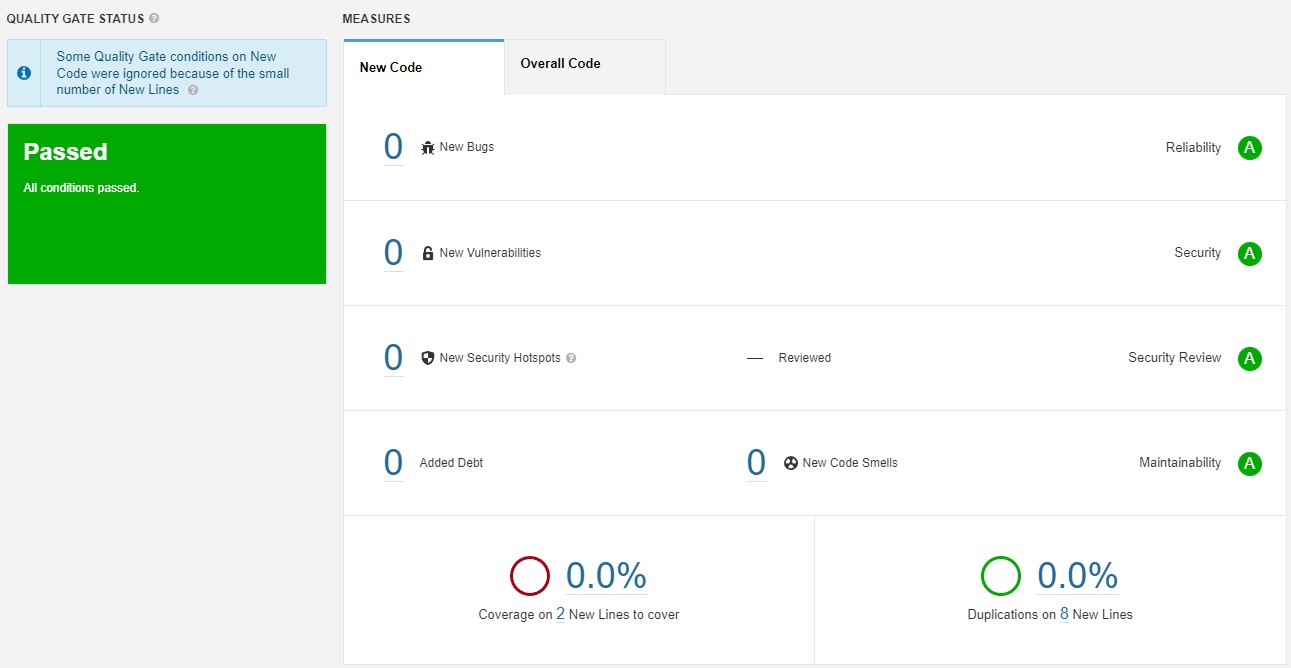 QUALITY GATE STATUS ?
MEASURES
Some Quality Gate conditions on New
Code were ignored because of the small
number of New Lines ?
Passed
All conditions passed.
New Code
Overall Code
0 New Bugs
Reliability A
0 New Vulnerabilities
Security A
0 New Security Hotspots ?
— Reviewed
Security Review A
0 Added Debt
0 New Code Smells
Maintainability A
0.0%
Coverage on 2 New Lines to cover
0.0%
Duplications on 8 New Lines